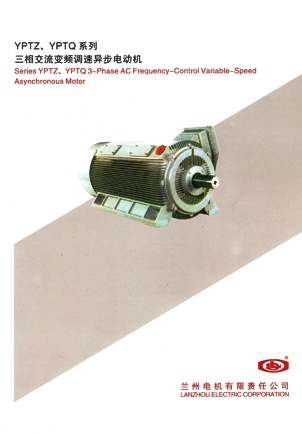 YPTZ、YPTQ 系列
三相交流变频调速异步电动机
Series YPTZ、YPTQ 3-Phase AC Frequency-Control Variable-Speed
Asynchronous Motor
兰州电机有限责任公司
LANZHOU ELECTRIC CORPORATION